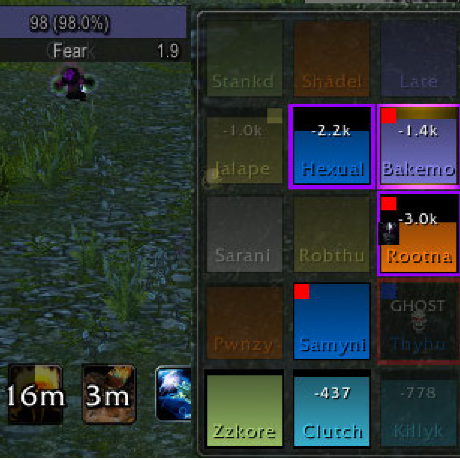 98 (98.0%)
Fear 1.9
Stankd Shadel Late
-1.0k -2.2k -1.4k
Jalape Hexual Bakemo
-3.0k
Sarani Robthu Rootna
GHOST
Pwnzy Samyni Thyhu
-437 -778
Zzkore Clutch Killyk
16m 3m